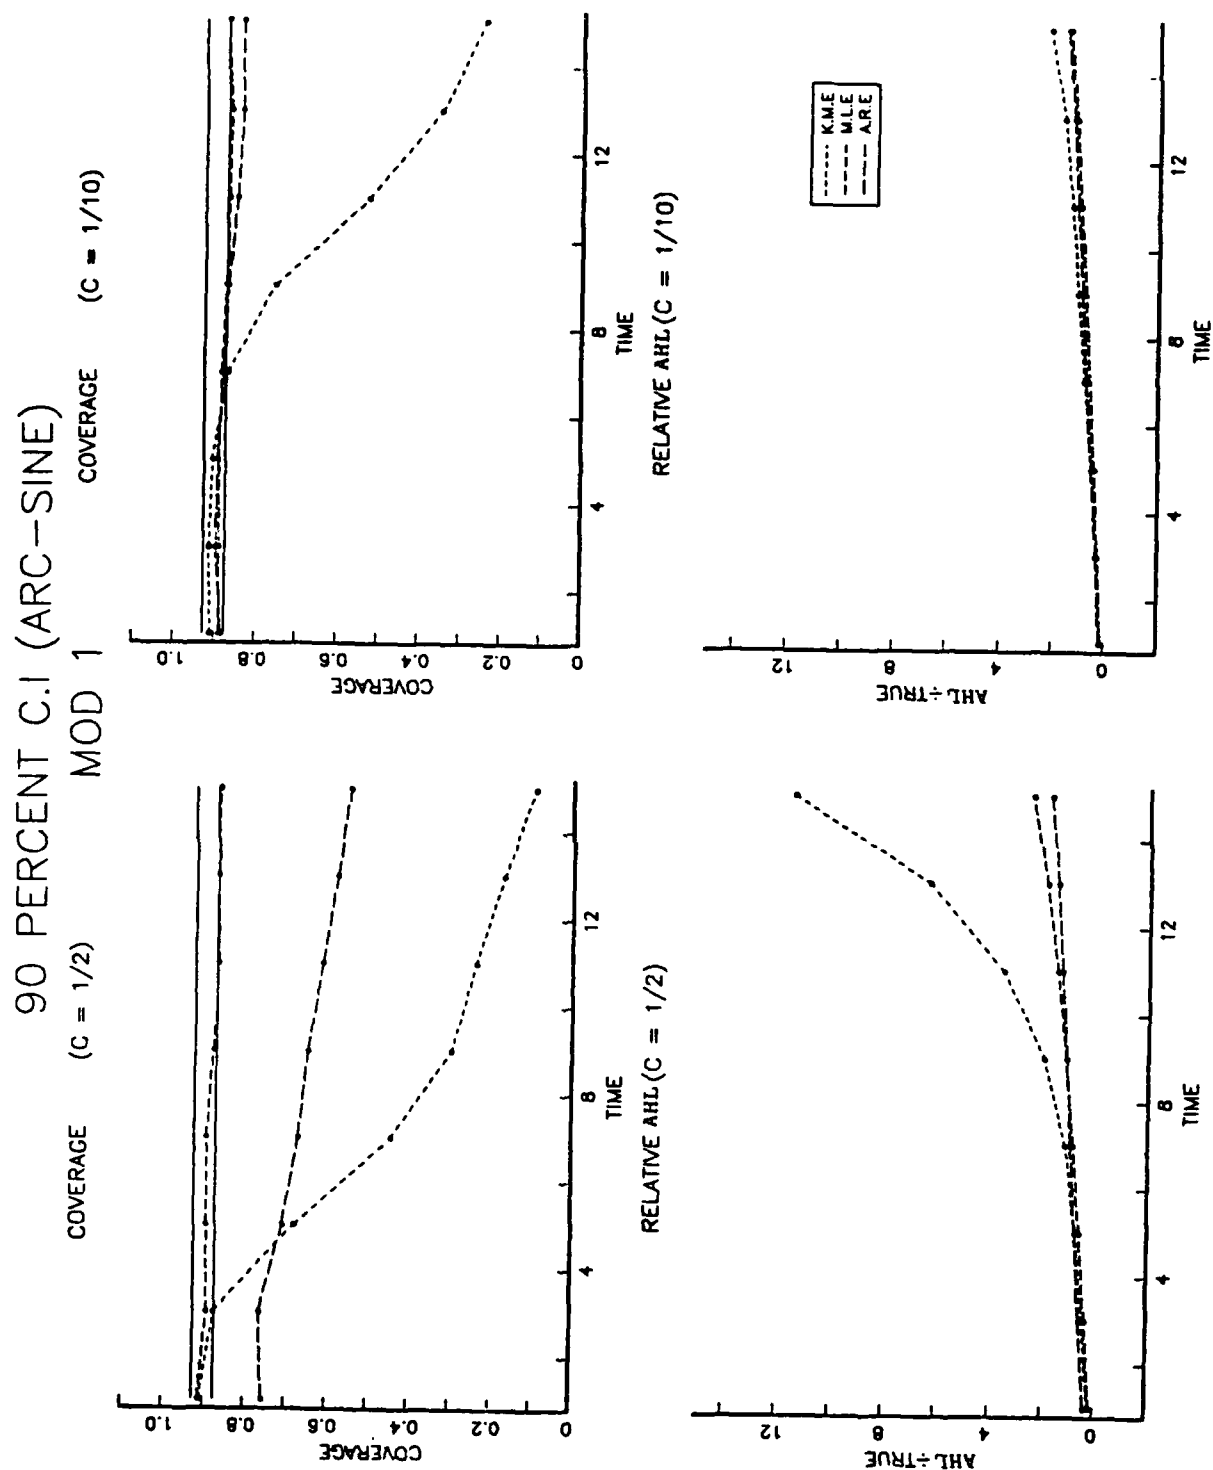 90 PERCENT C.I (ARC-SINE)
MOD 1
COVERAGE (C = 1/2)
COVERAGE
1.0
0.8
0.6
0.4
0.2
0
4
8
12
TIME
COVERAGE (C = 1/10)
COVERAGE
1.0
0.8
0.6
0.4
0.2
0
4
8
12
TIME
RELATIVE AHL (C = 1/2)
AHL÷TRUE
12
8
4
0
4
8
12
TIME
RELATIVE AHL (C = 1/10)
AHL÷TRUE
12
8
4
0
4
8
12
TIME
K.M.E
M.L.E
A.R.E